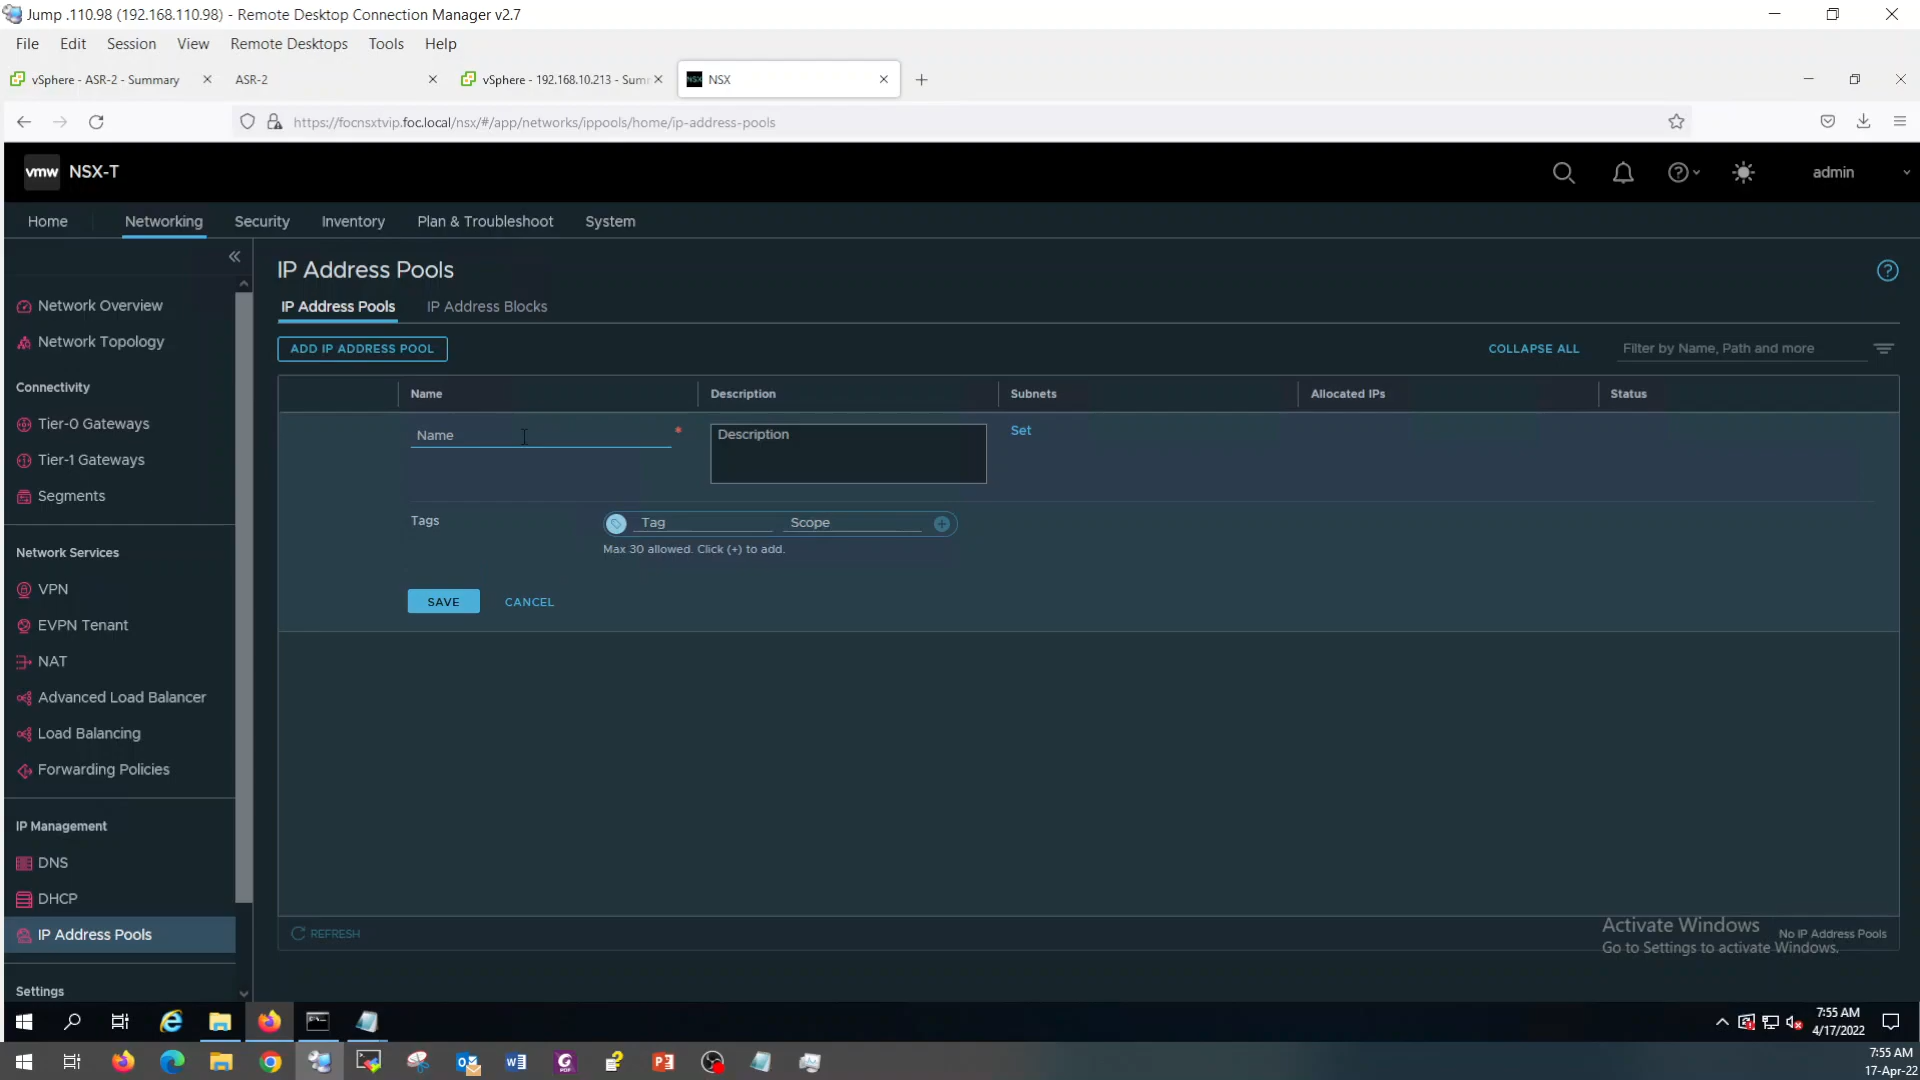 Jump .110.98 (192.168.110.98) - Remote Desktop Connection Manager v2.7
File Edit Session View Remote Desktops Tools Help
vSphere - ASR-2 - Summary
ASR-2
vSphere - 192.168.10.213 - Sum
NSX
https://focnsxtvip.foc.local/nsx/#/app/networks/ippools/home/ip-address-pools
vmw NSX-T
admin
Home Networking Security Inventory Plan & Troubleshoot System
Network Overview
Network Topology
Connectivity
Tier-0 Gateways
Tier-1 Gateways
Segments
Network Services
VPN
EVPN Tenant
NAT
Advanced Load Balancer
Load Balancing
Forwarding Policies
IP Management
DNS
DHCP
IP Address Pools
Settings
IP Address Pools
IP Address Pools IP Address Blocks
ADD IP ADDRESS POOL
COLLAPSE ALL
Filter by Name, Path and more
Name Description Subnets Allocated IPs Status
Name *
Description
Set
Tags
Tag Scope
Max 30 allowed. Click (+) to add.
SAVE CANCEL
REFRESH
No IP Address Pools
Activate Windows
Go to Settings to activate Windows.
7:55 AM
4/17/2022
7:55 AM
17-Apr-22